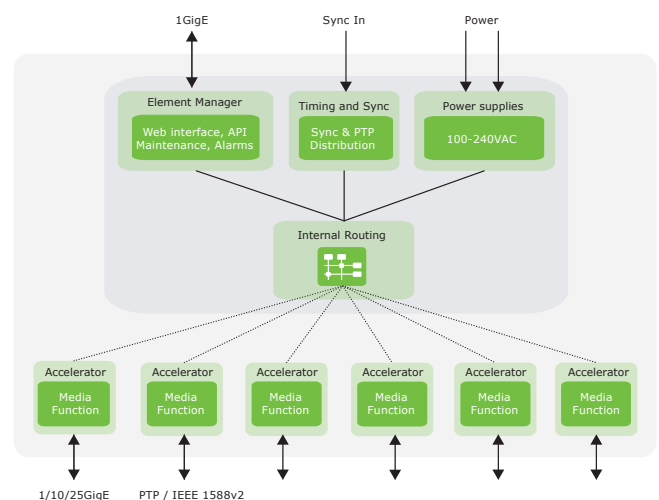 1GigE
Sync In
Power
Element Manager
Web interface, API
Maintenance, Alarms
Timing and Sync
Sync & PTP
Distribution
Power supplies
100-240VAC
Internal Routing
Accelerator
Media
Function
Accelerator
Media
Function
Accelerator
Media
Function
Accelerator
Media
Function
Accelerator
Media
Function
Accelerator
Media
Function
1/10/25GigE
PTP / IEEE 1588v2